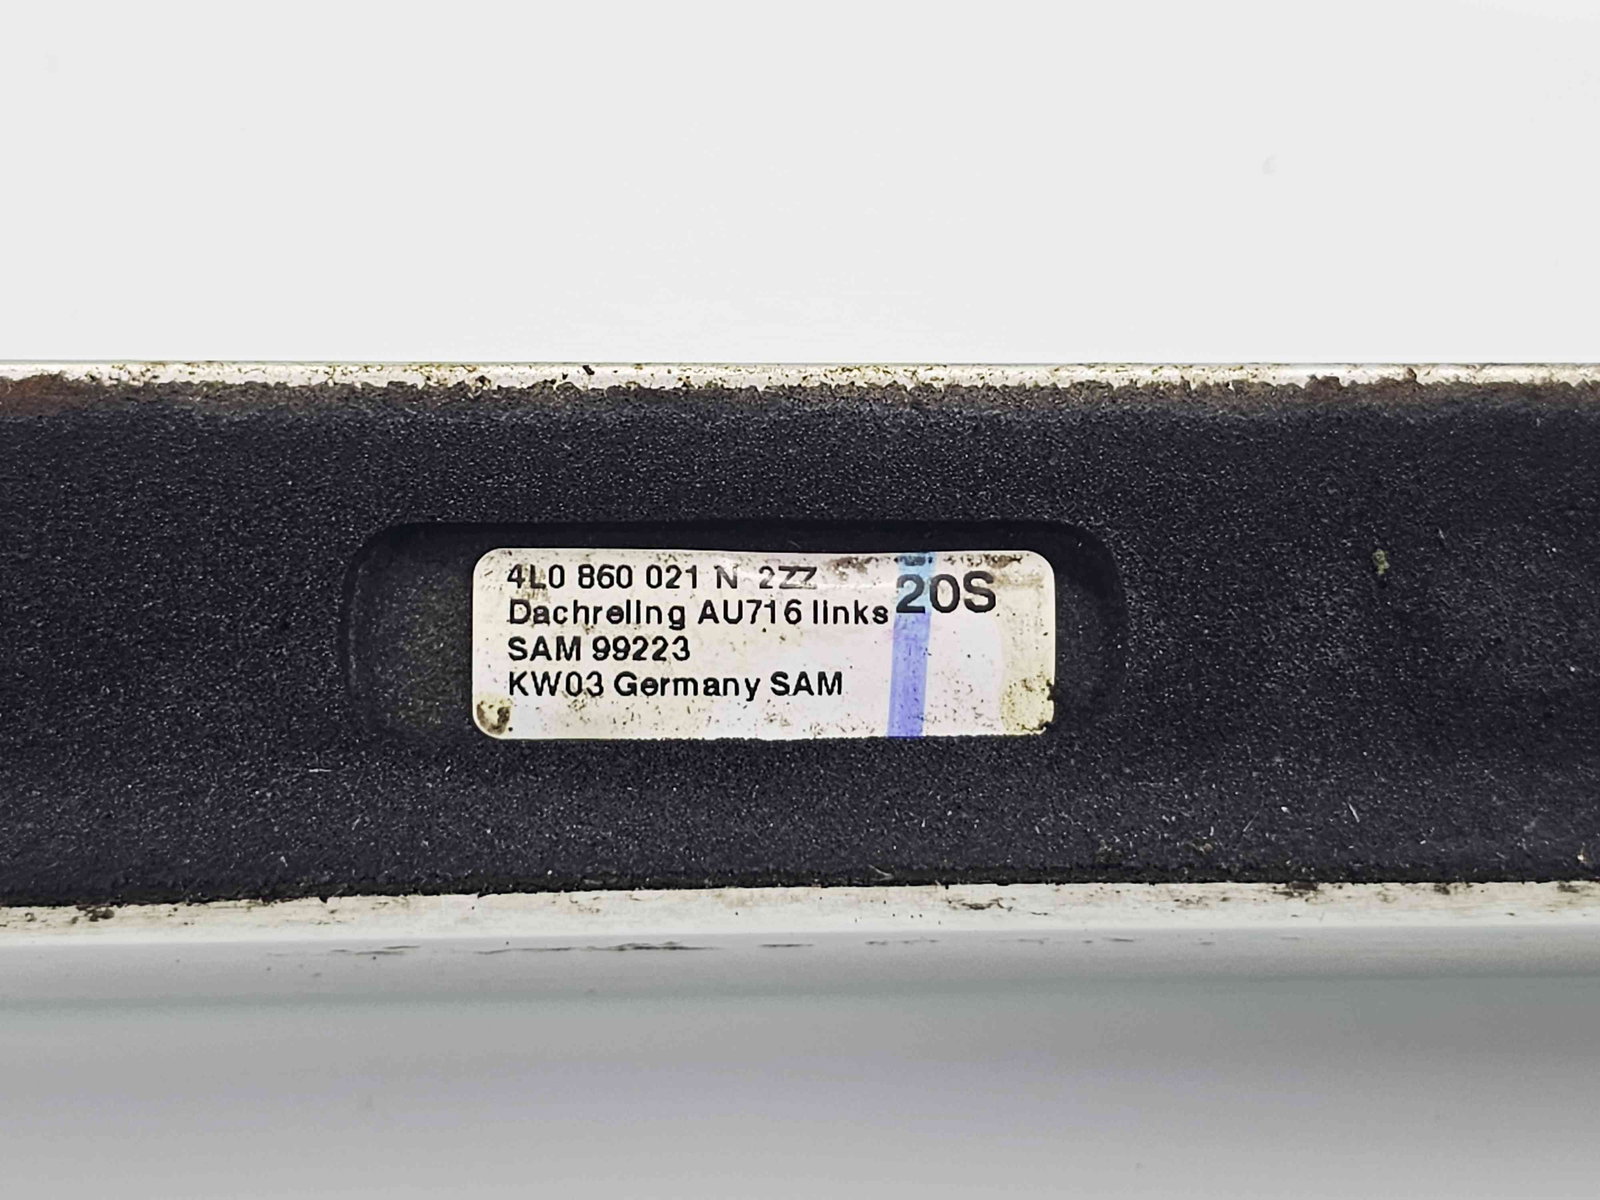 4L0 860 021 N 2ZZ
20S
Dachreling AU716 links
SAM 99223
KW03 Germany SAM